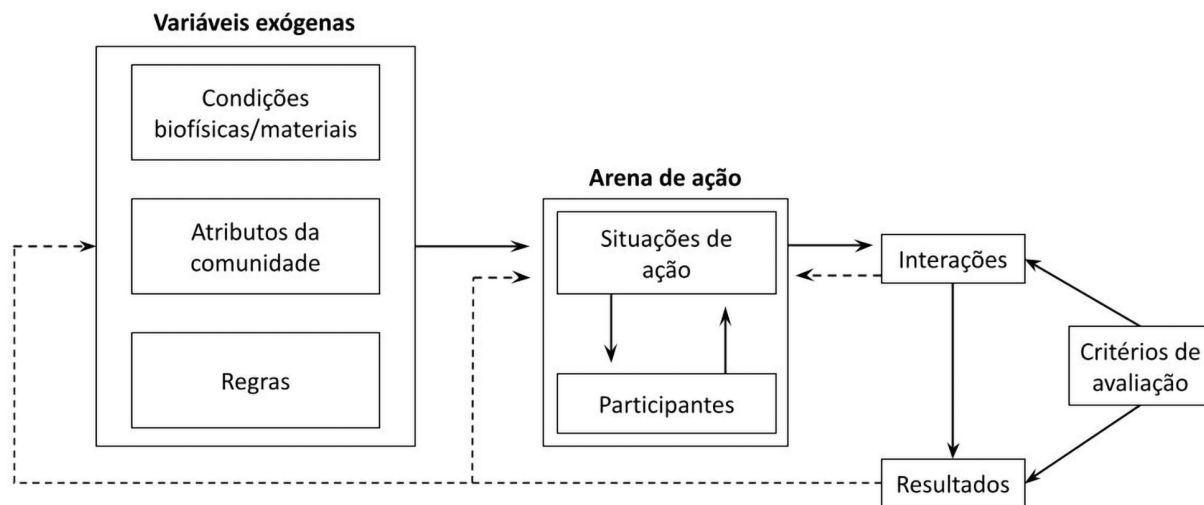 Variáveis exógenas
Condições
biofísicas/materiais
Atributos da
comunidade
Regras
Arena de ação
Situações de
ação
Participantes
Interações
Critérios de
avaliação
Resultados